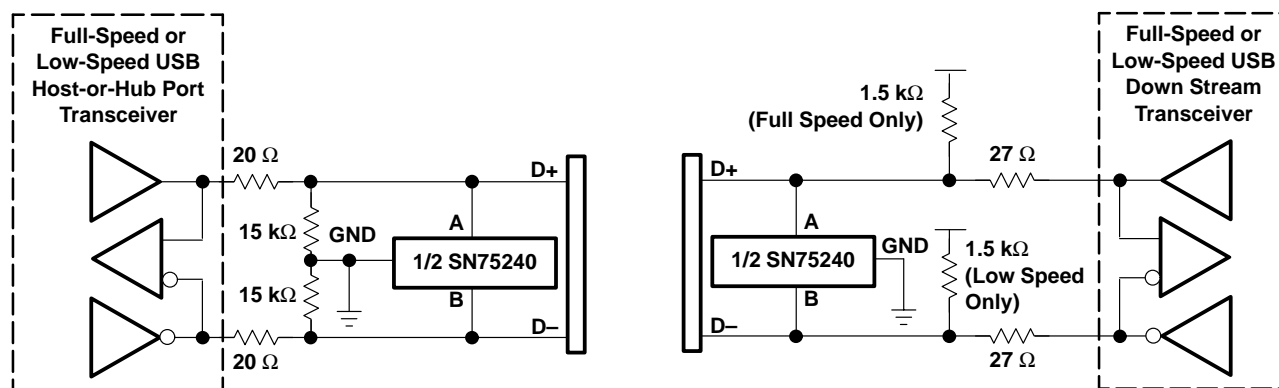 Full-Speed or
Low-Speed USB
Host-or-Hub Port
Transceiver
20 Ω
15 kΩ
15 kΩ
20 Ω
GND
A
1/2 SN75240
B
D+
D–
D+
D–
A
1/2 SN75240
B
GND
1.5 kΩ
(Full Speed Only)
27 Ω
1.5 kΩ
(Low Speed
Only)
27 Ω
Full-Speed or
Low-Speed USB
Down Stream
Transceiver